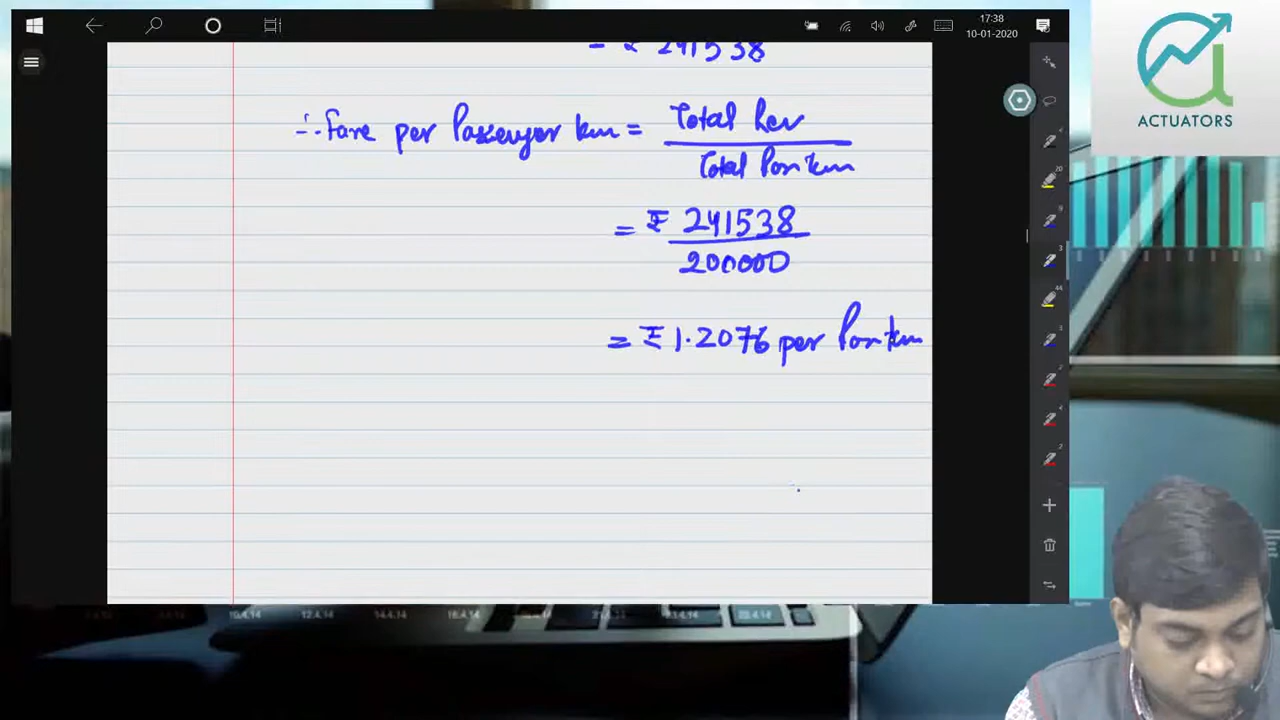 17:38
10-01-2020
ACTUATORS
= ₹ 241538
∴ Fare per Passenger km = Total Rev
Total Pass km
= ₹ 241538
200000
= ₹ 1.2076 per Pass km